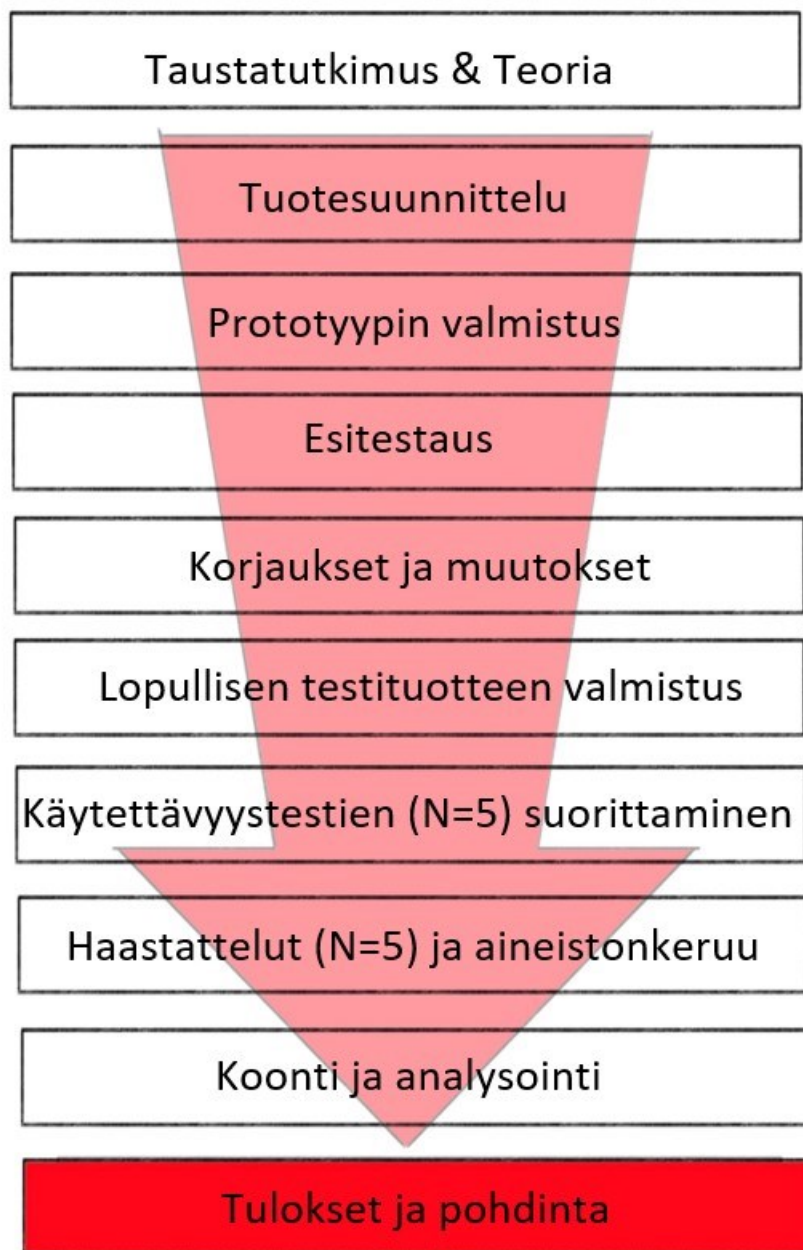 Taustatutkimus & Teoria
Tuotesuunnittelu
Prototyypin valmistus
Esitestaus
Korjaukset ja muutokset
Lopullisen testituotteen valmistus
Käytettävyystestien (N=5) suorittaminen
Haastattelut (N=5) ja aineistonkeruu
Koonti ja analysointi
Tulokset ja pohdinta